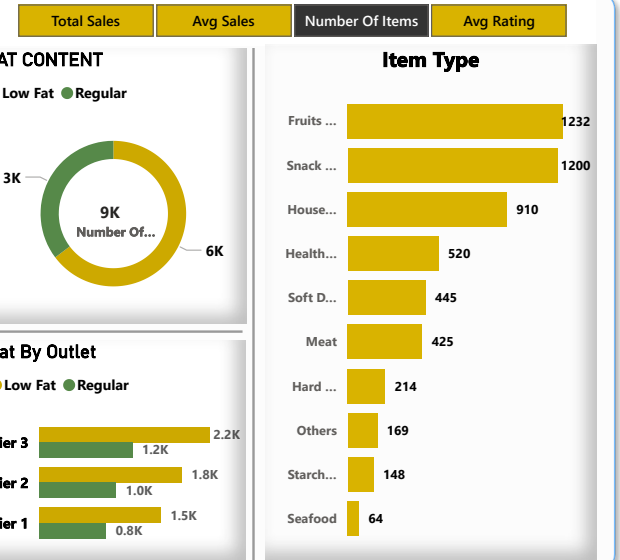 Total Sales
Avg Sales
Number Of Items
Avg Rating
AT CONTENT
Low Fat Regular
3K
9K
Number Of...
6K
at By Outlet
Low Fat Regular
ier 3
2.2K
1.2K
ier 2
1.8K
1.0K
ier 1
1.5K
0.8K
Item Type
Fruits ... 1232
Snack ... 1200
House... 910
Health... 520
Soft D... 445
Meat 425
Hard ... 214
Others 169
Starch... 148
Seafood 64